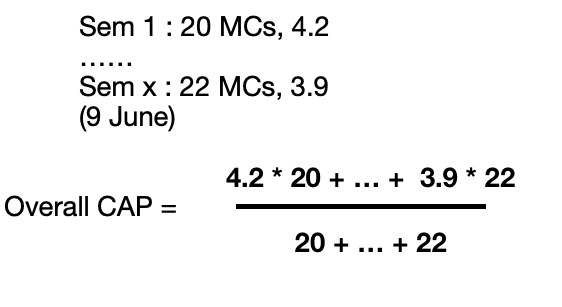 Sem 1 : 20 MCs, 4.2
......
Sem x : 22 MCs, 3.9
(9 June)
4.2 * 20 + ... + 3.9 * 22
Overall CAP =
20 + ... + 22